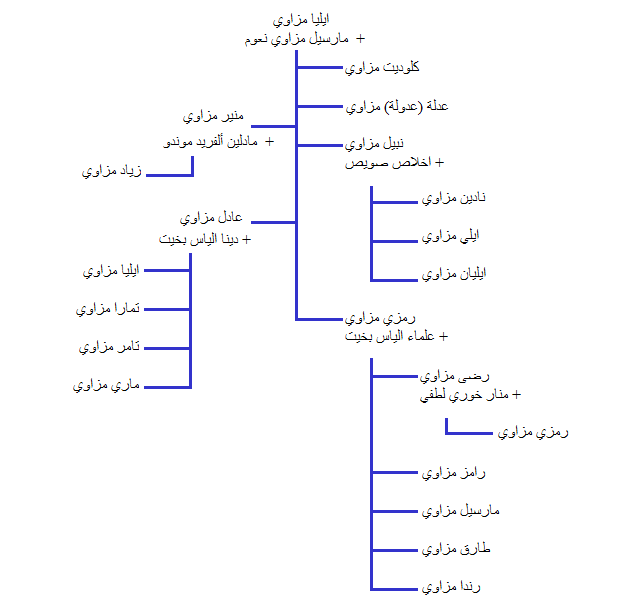 ايليا مزاوي
+ مارسيل مزاوي نعوم
كلوديت مزاوي
عدلة (عدولة) مزاوي
منير مزاوي
+ مادلين ألفريد موندو
زياد مزاوي
نبيل مزاوي
+ اخلاص صويص
نادين مزاوي
ايلي مزاوي
ايليان مزاوي
عادل مزاوي
+ دينا الياس بخيت
ايليا مزاوي
تمارا مزاوي
تامر مزاوي
ماري مزاوي
رمزي مزاوي
+ علماء الياس بخيت
رضى مزاوي
+ منار خوري لطفي
رمزي مزاوي
رامز مزاوي
مارسيل مزاوي
طارق مزاوي
رندا مزاوي